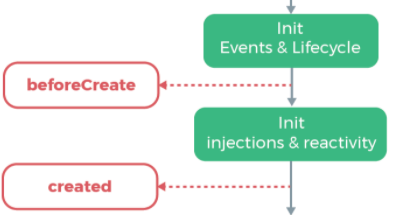 Init
Events & Lifecycle
beforeCreate
Init
injections & reactivity
created